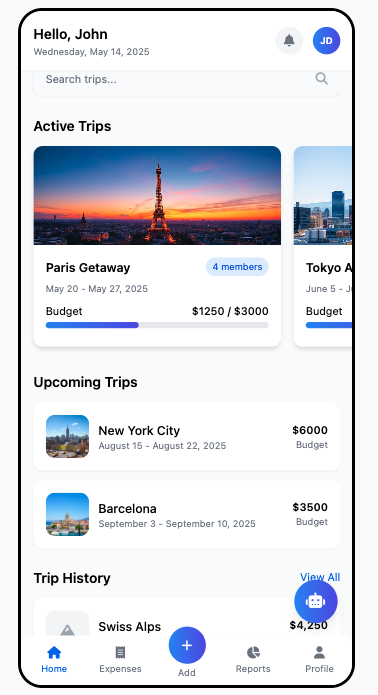 Hello, John
Wednesday, May 14, 2025
JD
Search trips...
Active Trips
Paris Getaway
4 members
May 20 - May 27, 2025
Budget
$1250 / $3000
Tokyo A
June 5 - J
Budget
Upcoming Trips
New York City
August 15 - August 22, 2025
$6000
Budget
Barcelona
September 3 - September 10, 2025
$3500
Budget
Trip History
View All
Swiss Alps
$4,250
Home
Expenses
Add
Reports
Profile